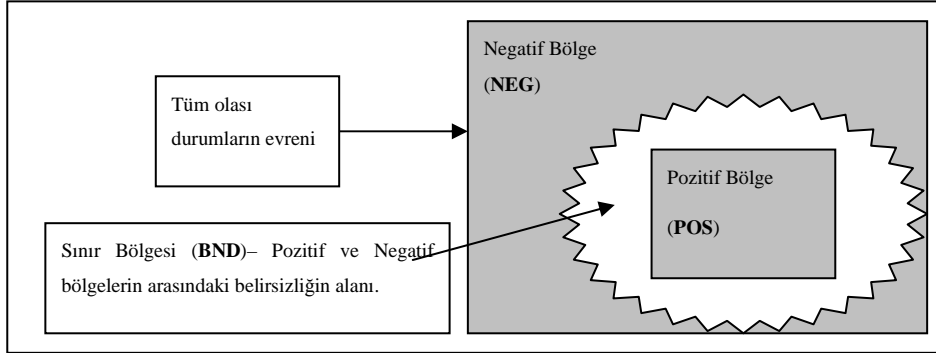 Negatif Bölge
(NEG)
Tüm olası
durumların evreni
Pozitif Bölge
(POS)
Sınır Bölgesi (BND)– Pozitif ve Negatif
bölgelerin arasındaki belirsizliğin alanı.